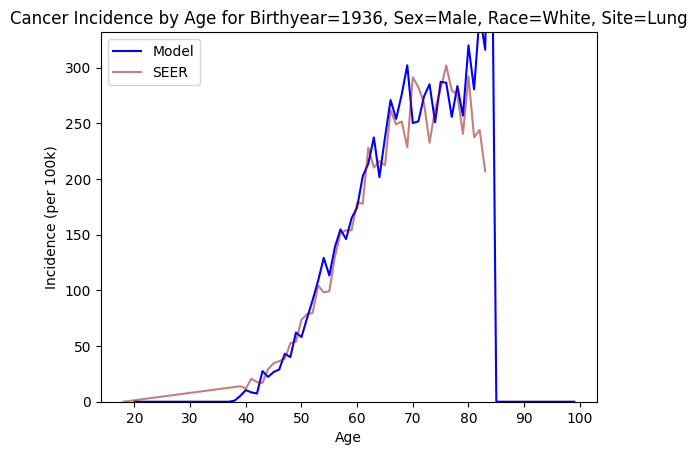 Cancer Incidence by Age for Birthyear=1936, Sex=Male, Race=White, Site=Lung
Model
SEER
300
250
200
150
100
50
0
Incidence (per 100k)
20 30 40 50 60 70 80 90 100
Age